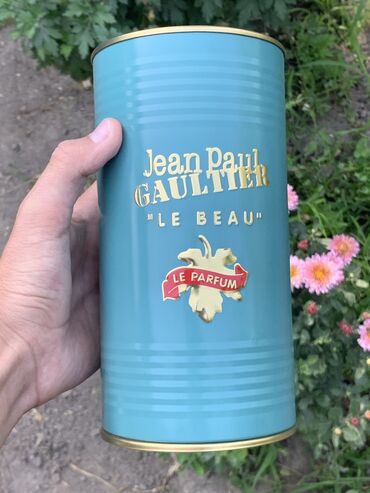 Jean Paul
GAULTIER
"LE BEAU"
LE PARFUM